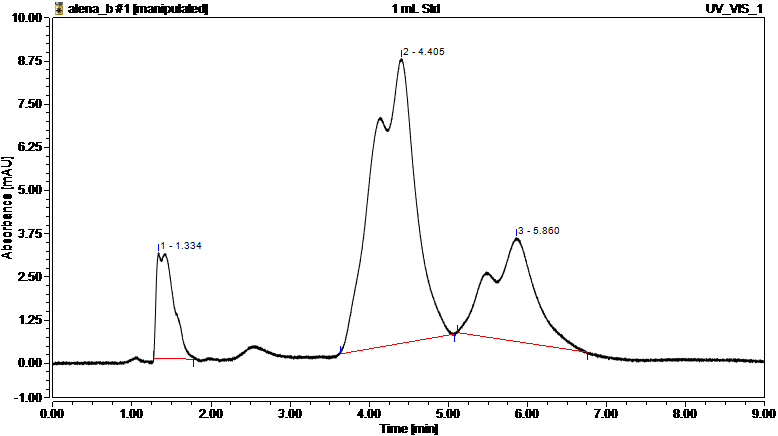 alena_b #1 [manipulated] 1 mL Std UV_VIS_1
10.00
8.75
7.50
6.25
5.00
3.75
2.50
1.25
0.00
-1.00
Absorbance [mAU]
1 - 1.334
2 - 4.405
3 - 5.860
0.00 1.00 2.00 3.00 4.00 5.00 6.00 7.00 8.00 9.00
Time [min]